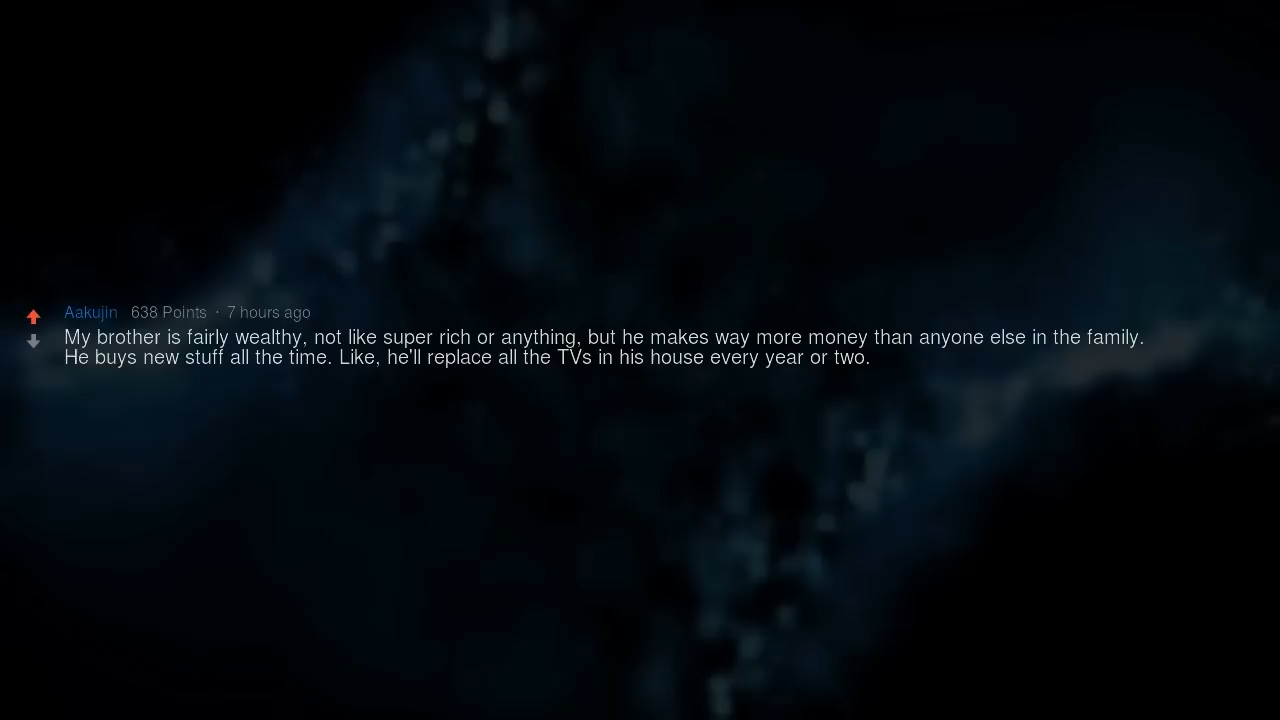 Aakujin 638 Points · 7 hours ago
My brother is fairly wealthy, not like super rich or anything, but he makes way more money than anyone else in the family.
He buys new stuff all the time. Like, he'll replace all the TVs in his house every year or two.